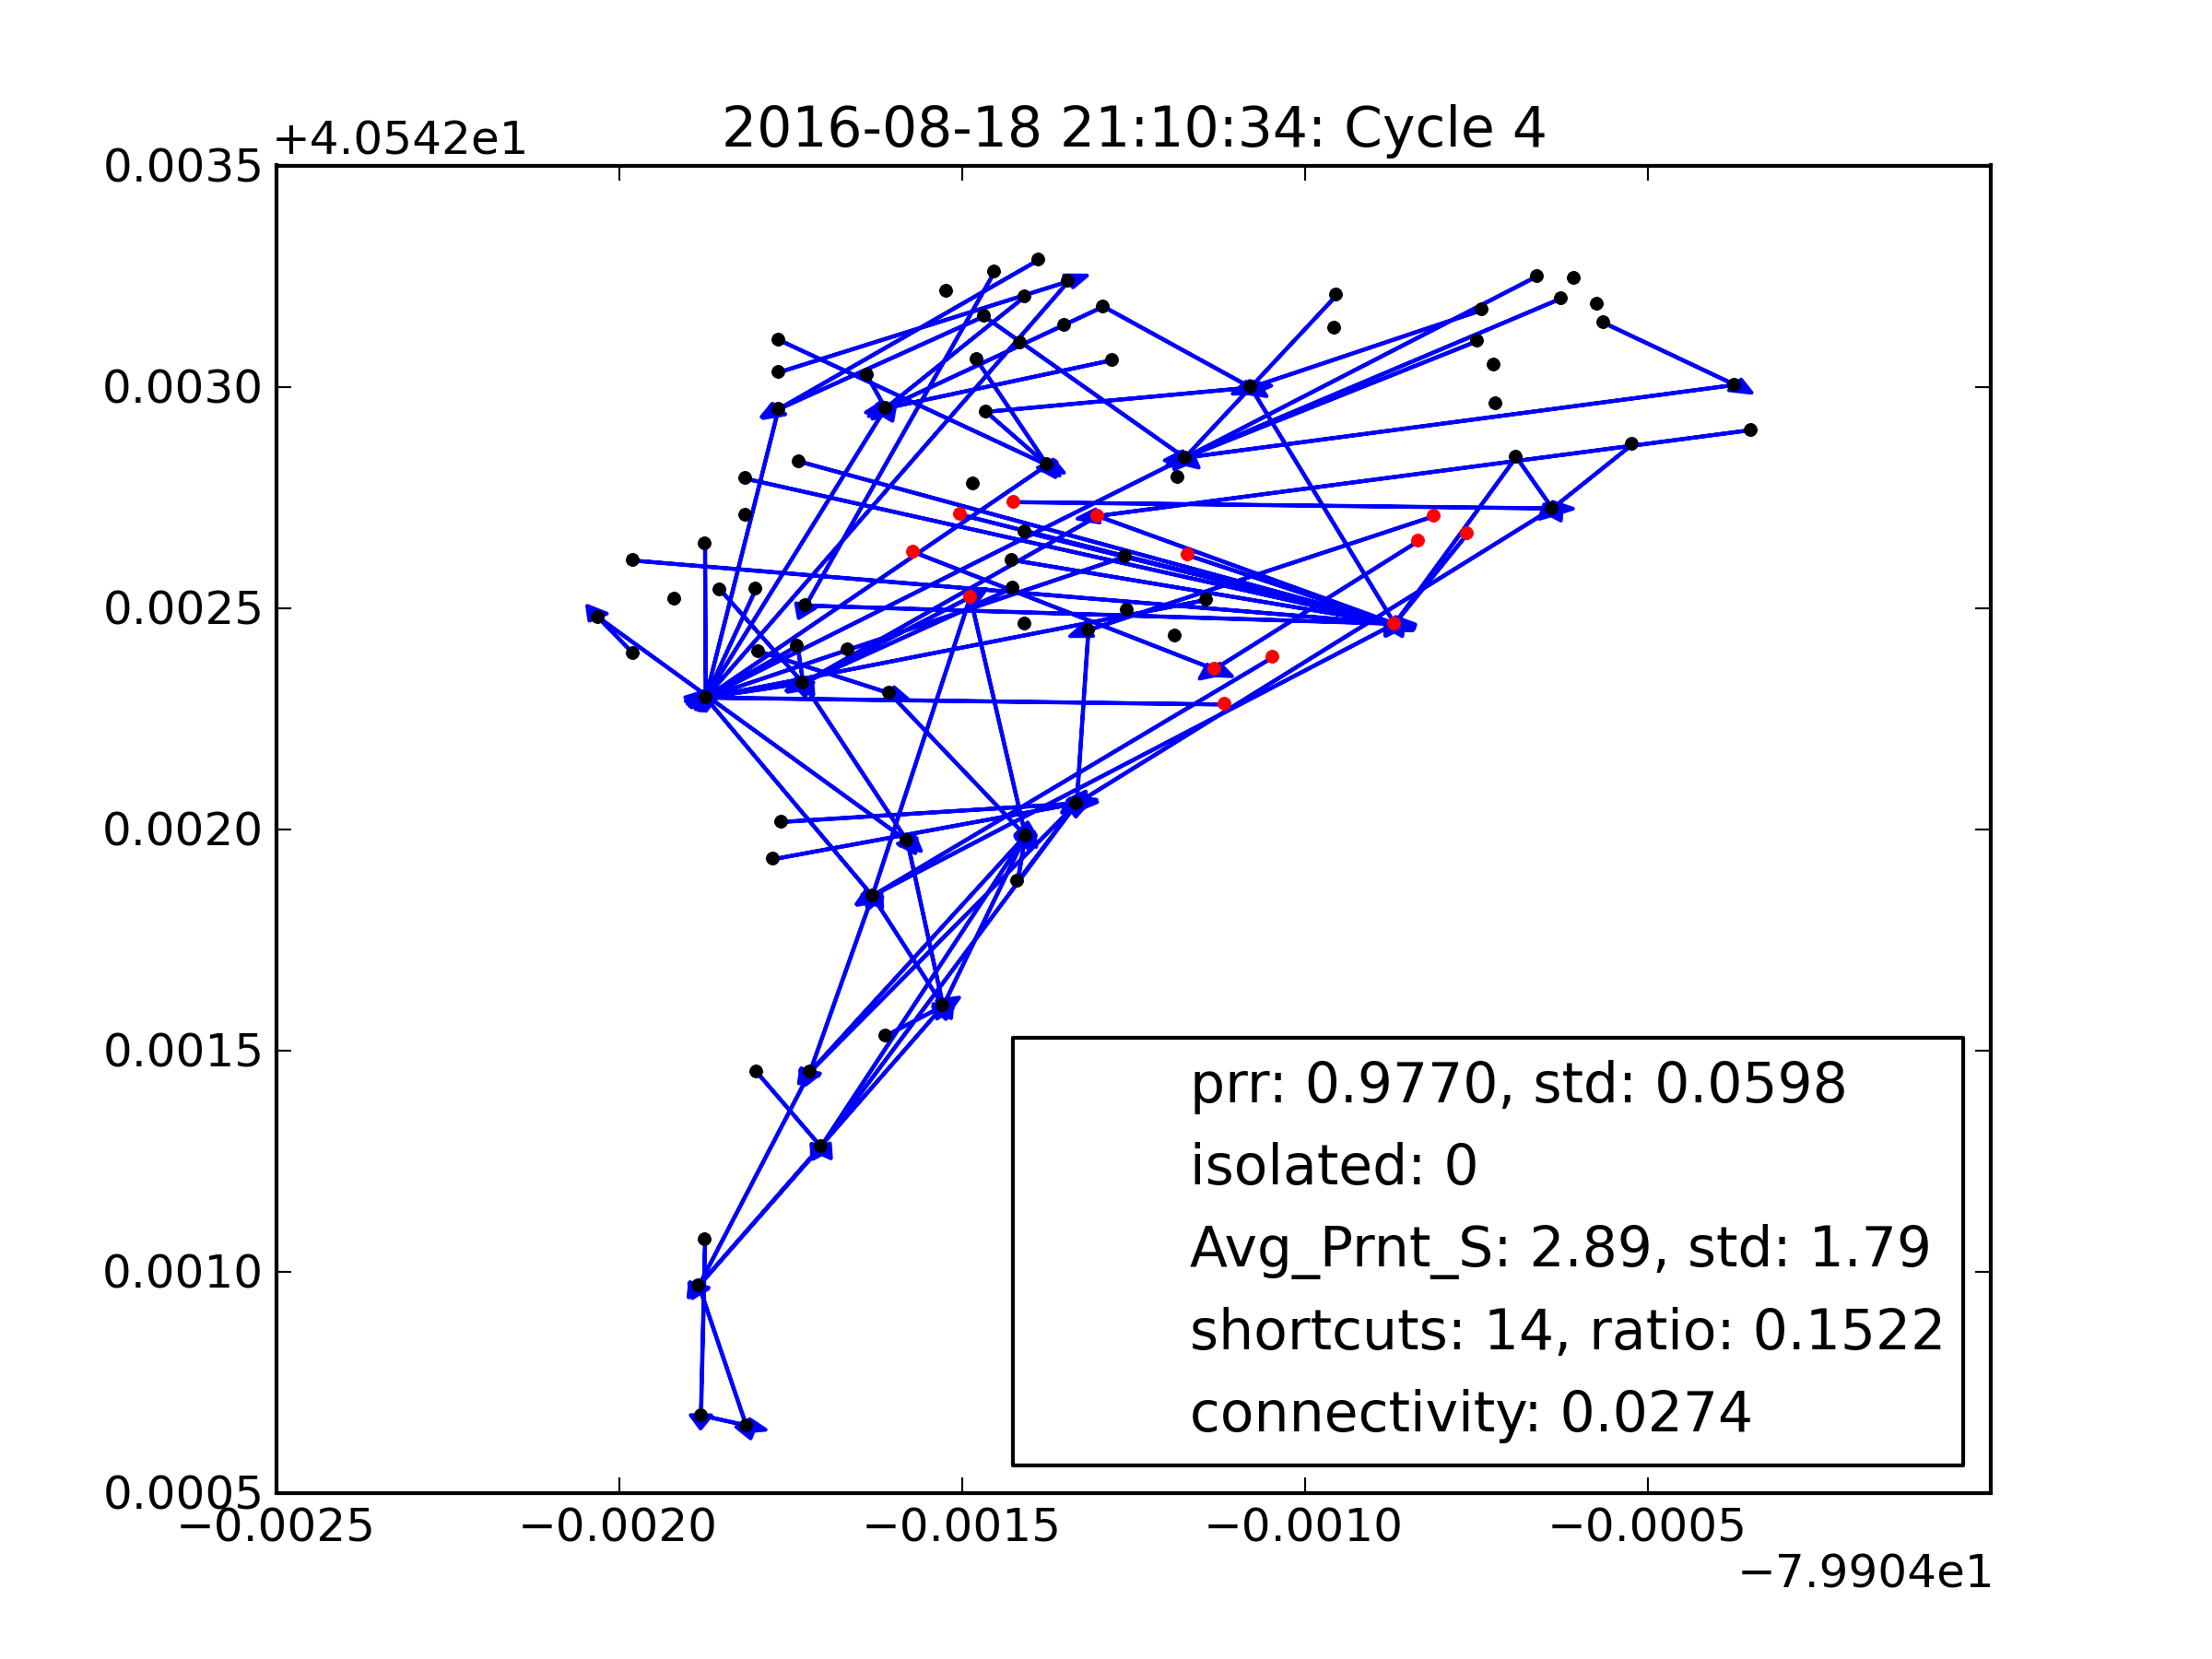 2016-08-18 21:10:34: Cycle 4
+4.0542e1
0.0035
0.0030
0.0025
0.0020
0.0015
0.0010
0.0005
prr: 0.9770, std: 0.0598
isolated: 0
Avg_Prnt_S: 2.89, std: 1.79
shortcuts: 14, ratio: 0.1522
connectivity: 0.0274
−0.0025 −0.0020 −0.0015 −0.0010 −0.0005
−7.9904e1